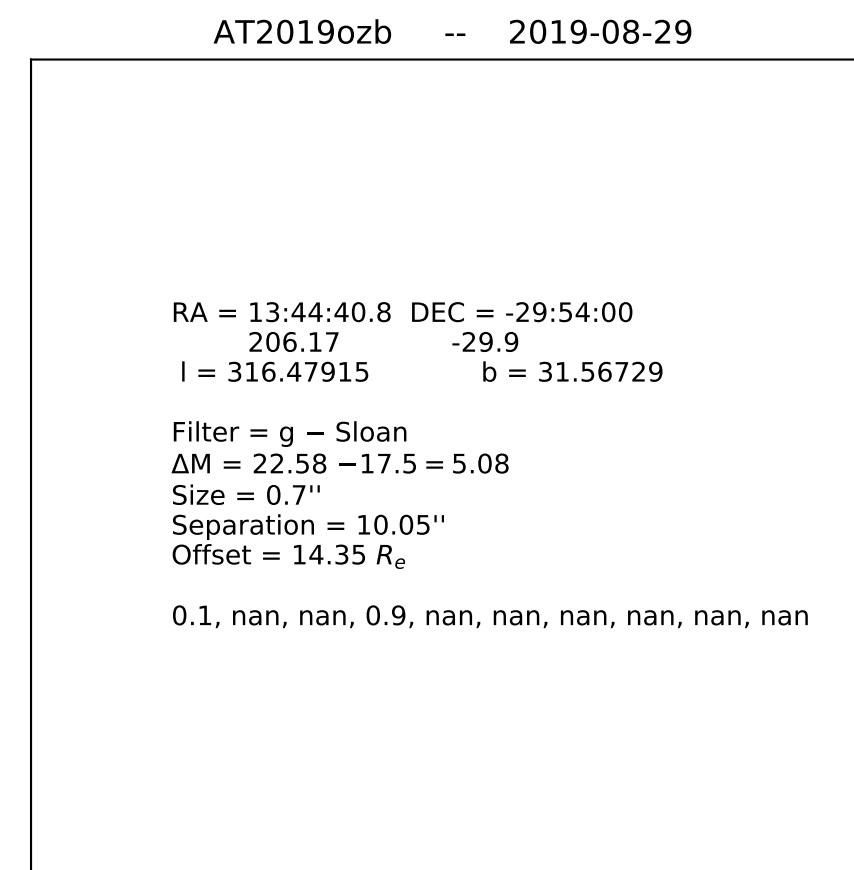 AT2019ozb -- 2019-08-29
RA = 13:44:40.8 DEC = -29:54:00
206.17 -29.9
l = 316.47915 b = 31.56729
Filter = g − Sloan
ΔM = 22.58 −17.5 = 5.08
Size = 0.7''
Separation = 10.05''
Offset = 14.35 Re
0.1, nan, nan, 0.9, nan, nan, nan, nan, nan, nan